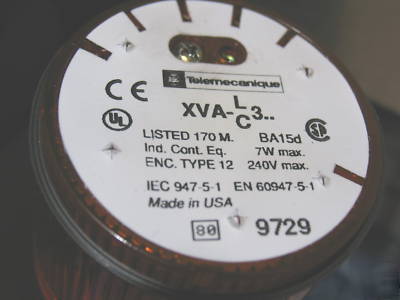 Telemecanique
CE
XVA-L/C3..
UL
LISTED 170 M. BA15d
Ind. Cont. Eq. 7W max.
ENC. TYPE 12 240V max.
IEC 947-5-1 EN 60947-5-1
Made in USA
80 9729